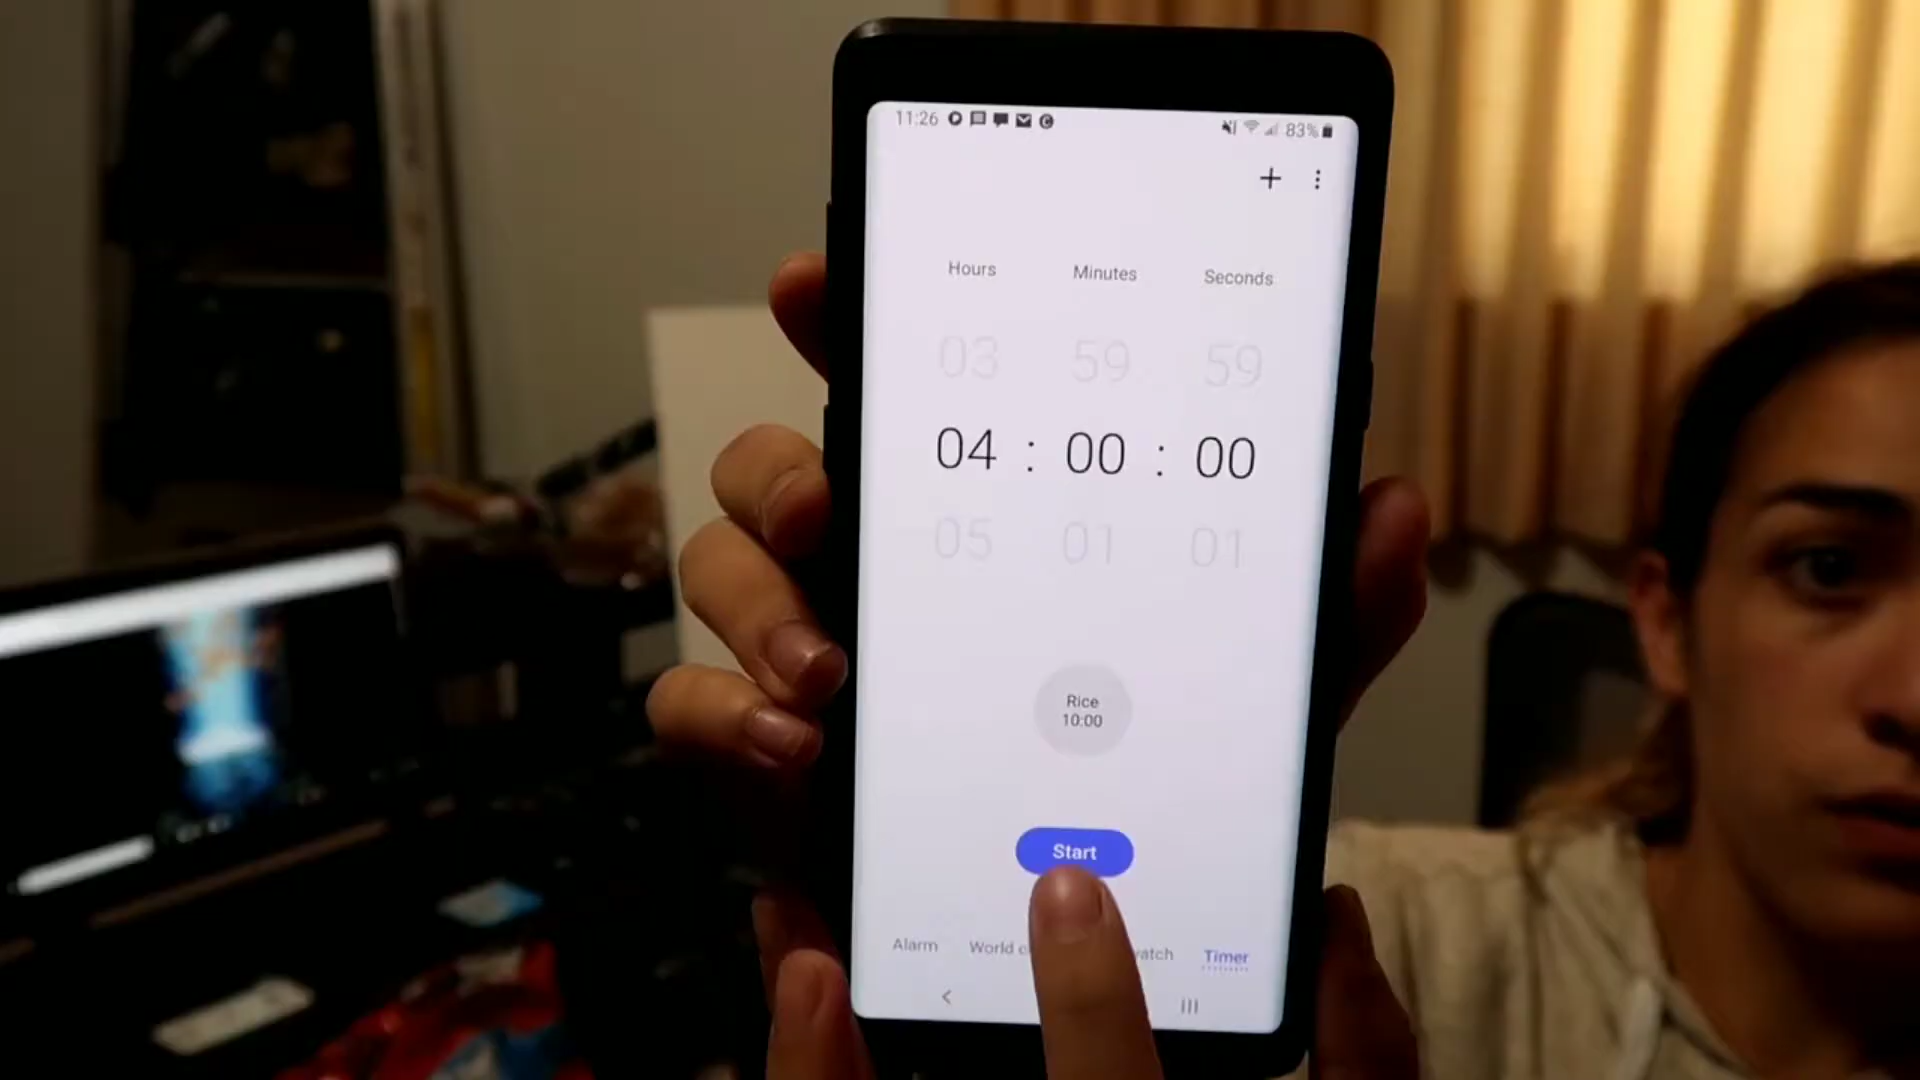 11:26 83%
Hours Minutes Seconds
03 59 59
04 : 00 : 00
05 01 01
Rice
10:00
Start
Alarm World Timer